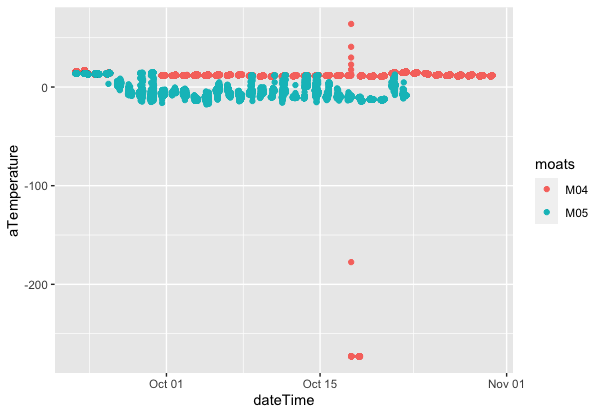 0
-100
-200
aTemperature
Oct 01
Oct 15
Nov 01
dateTime
moats
M04
M05